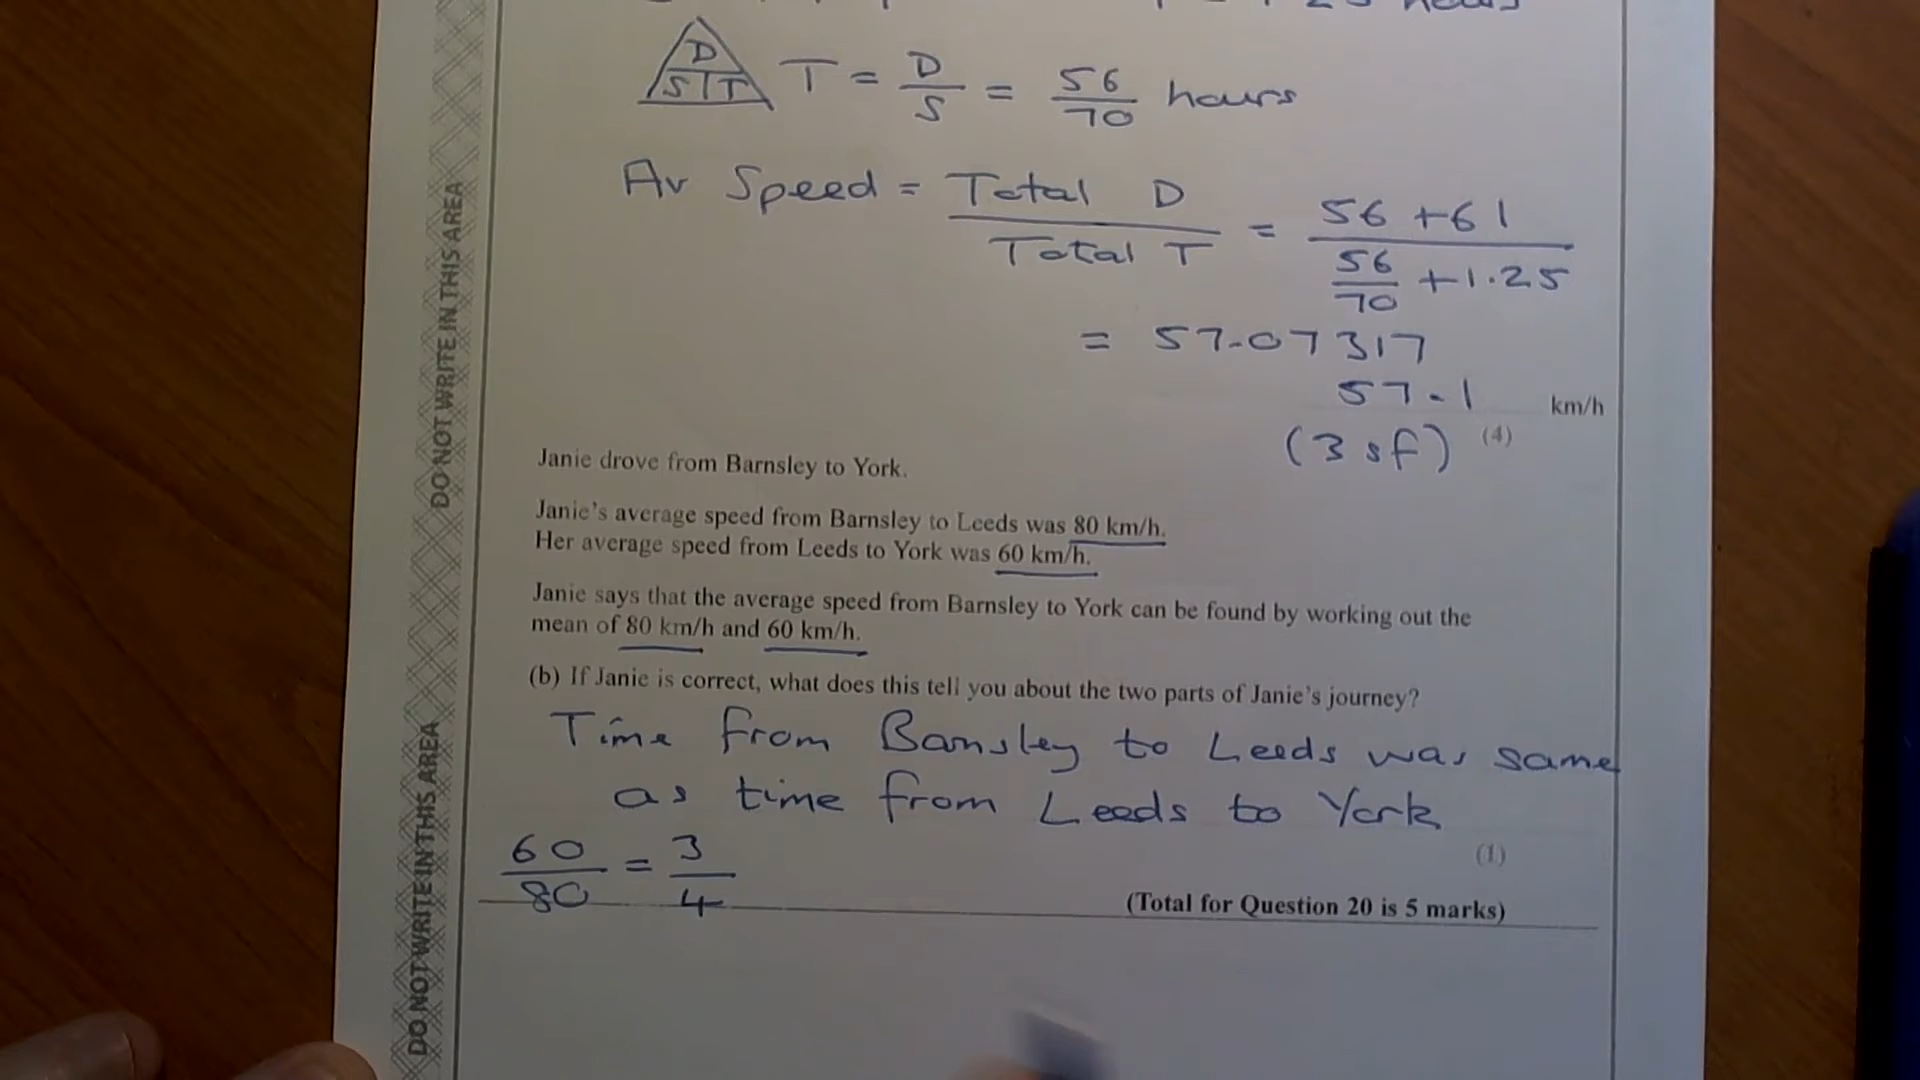 25 hours
D
S T
T = D/S = 56/70 hours
Av Speed = Total D / Total T = 56 + 61 / 56/70 + 1.25
= 57.07317
57.1 km/h
(3 sf) (4)
Janie drove from Barnsley to York.
Janie's average speed from Barnsley to Leeds was 80 km/h.
Her average speed from Leeds to York was 60 km/h.
Janie says that the average speed from Barnsley to York can be found by working out the
mean of 80 km/h and 60 km/h.
(b) If Janie is correct, what does this tell you about the two parts of Janie's journey?
Time from Barnsley to Leeds was same
as time from Leeds to York
(1)
60/80 = 3/4
(Total for Question 20 is 5 marks)
DO NOT WRITE IN THIS AREA
DO NOT WRITE IN THIS AREA